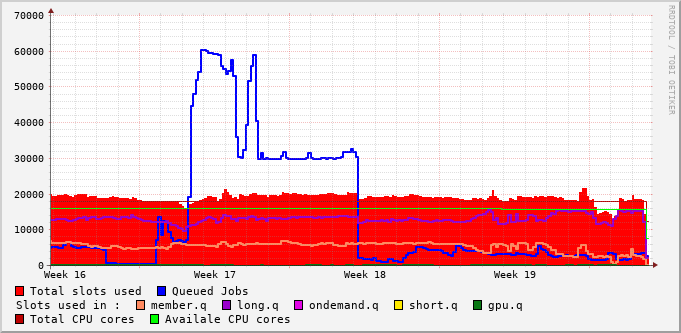 70000
60000
50000
40000
30000
20000
10000
0
Week 16 Week 17 Week 18 Week 19
RRDTOOL / TOBI OETIKER
Total slots used Queued Jobs
Slots used in : member.q long.q ondemand.q short.q gpu.q
Total CPU cores Availale CPU cores